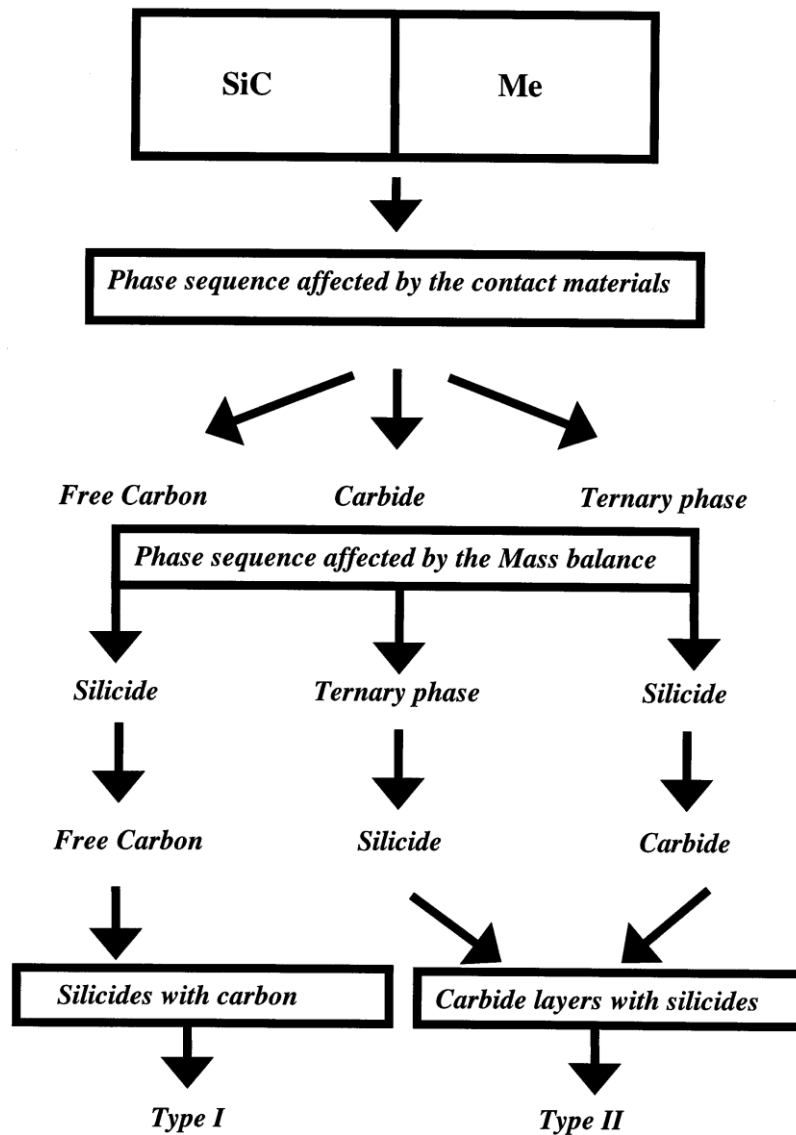 SiC Me
Phase sequence affected by the contact materials
Free Carbon Carbide Ternary phase
Phase sequence affected by the Mass balance
Silicide Ternary phase Silicide
Free Carbon Silicide Carbide
Silicides with carbon Carbide layers with silicides
Type I Type II